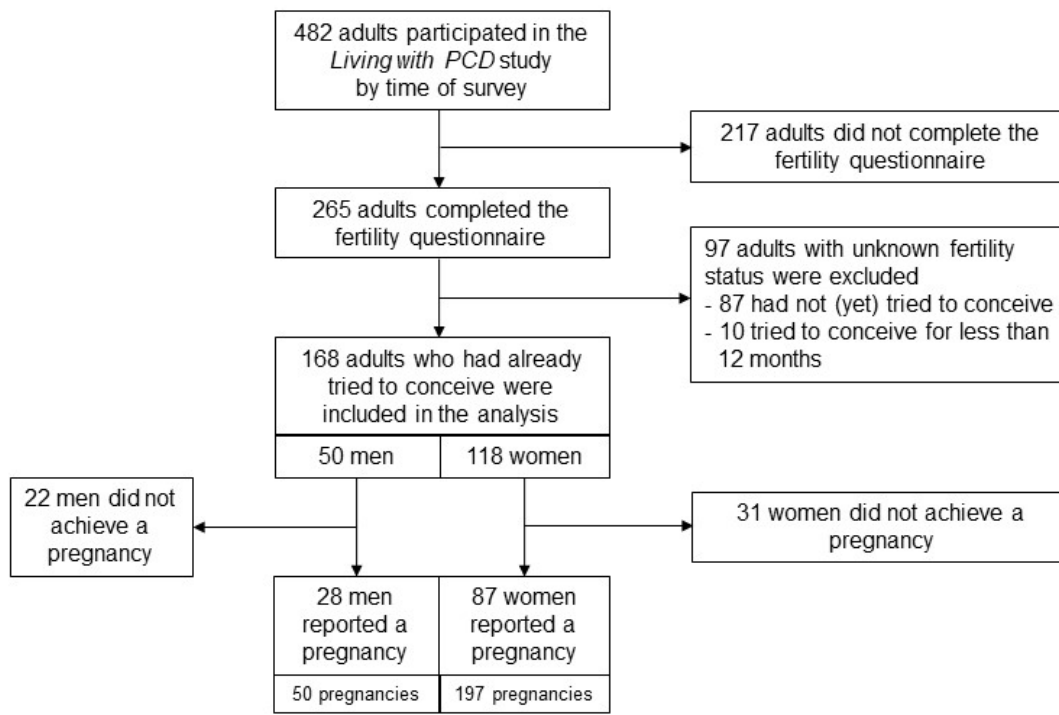 482 adults participated in the
Living with PCD study
by time of survey
217 adults did not complete the
fertility questionnaire
265 adults completed the
fertility questionnaire
97 adults with unknown fertility
status were excluded
- 87 had not (yet) tried to conceive
- 10 tried to conceive for less than
12 months
168 adults who had already
tried to conceive were
included in the analysis
50 men
118 women
22 men did not
achieve a
pregnancy
31 women did not achieve a
pregnancy
28 men
reported a
pregnancy
87 women
reported a
pregnancy
50 pregnancies
197 pregnancies